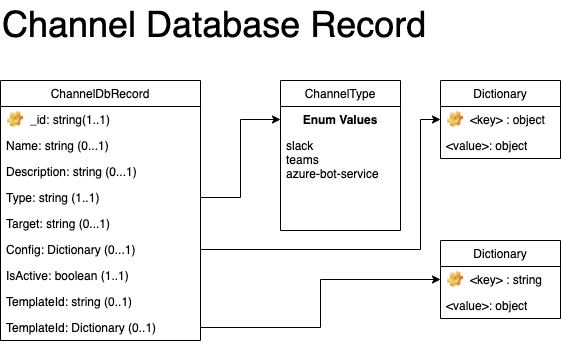 Channel Database Record
ChannelDbRecord
_id: string(1..1)
Name: string (0...1)
Description: string (0...1)
Type: string (1..1)
Target: string (0...1)
Config: Dictionary (0...1)
IsActive: boolean (1..1)
TemplateId: string (0..1)
TemplateId: Dictionary (0..1)
ChannelType
Enum Values
slack
teams
azure-bot-service
Dictionary
<key> : object
<value>: object
Dictionary
<key> : string
<value>: object